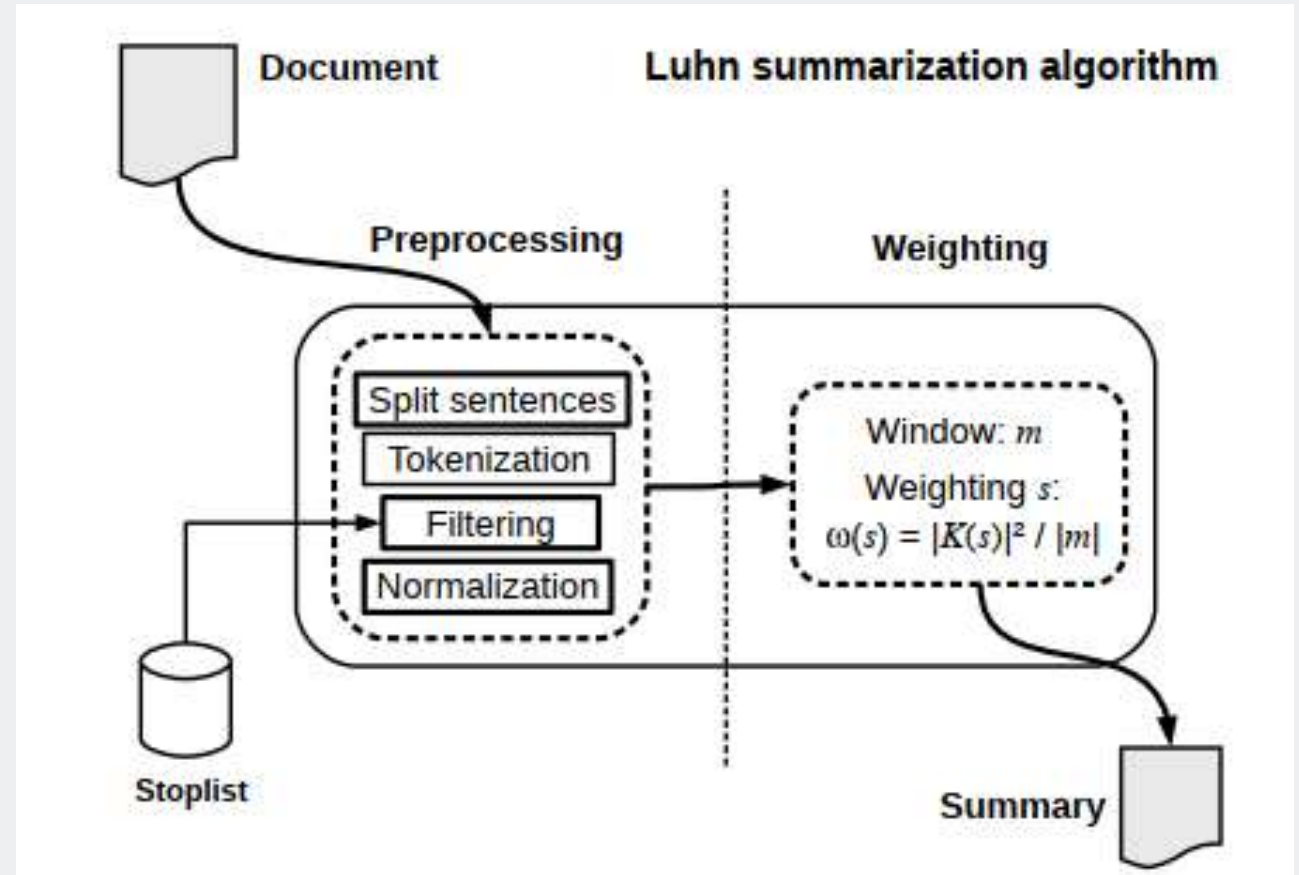 Document
Luhn summarization algorithm
Preprocessing
Weighting
Split sentences
Tokenization
Filtering
Normalization
Window: m
Weighting s:
ω(s) = |K(s)|² / |m|
Stoplist
Summary